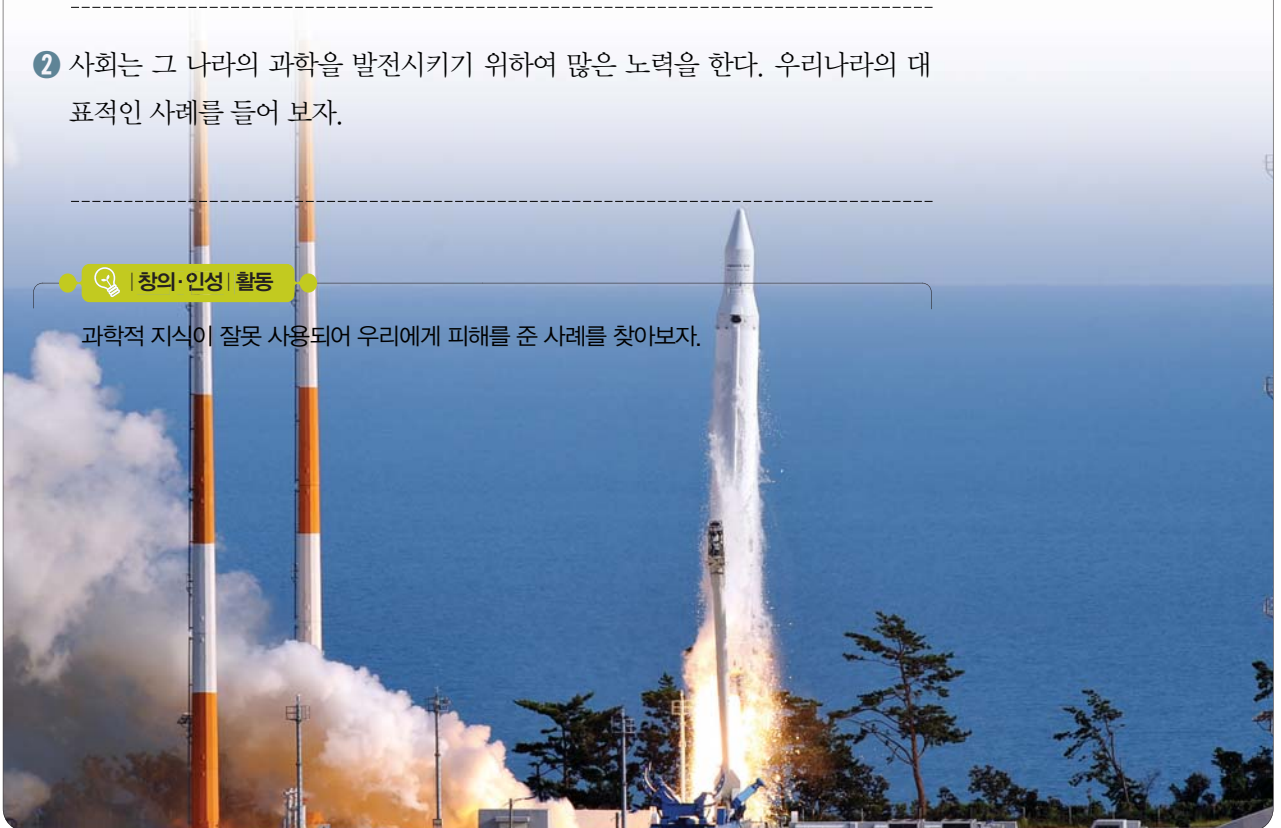 2 사회는 그 나라의 과학을 발전시키기 위하여 많은 노력을 한다. 우리나라의 대
표적인 사례를 들어 보자.
|창의·인성| 활동
과학적 지식이 잘못 사용되어 우리에게 피해를 준 사례를 찾아보자.